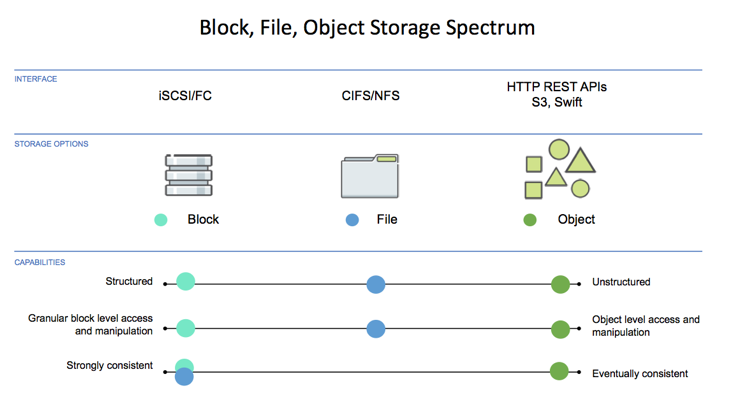 Block, File, Object Storage Spectrum
INTERFACE
iSCSI/FC
CIFS/NFS
HTTP REST APIs
S3, Swift
STORAGE OPTIONS
Block
File
Object
CAPABILITIES
Structured
Unstructured
Granular block level access
and manipulation
Object level access and
manipulation
Strongly consistent
Eventually consistent